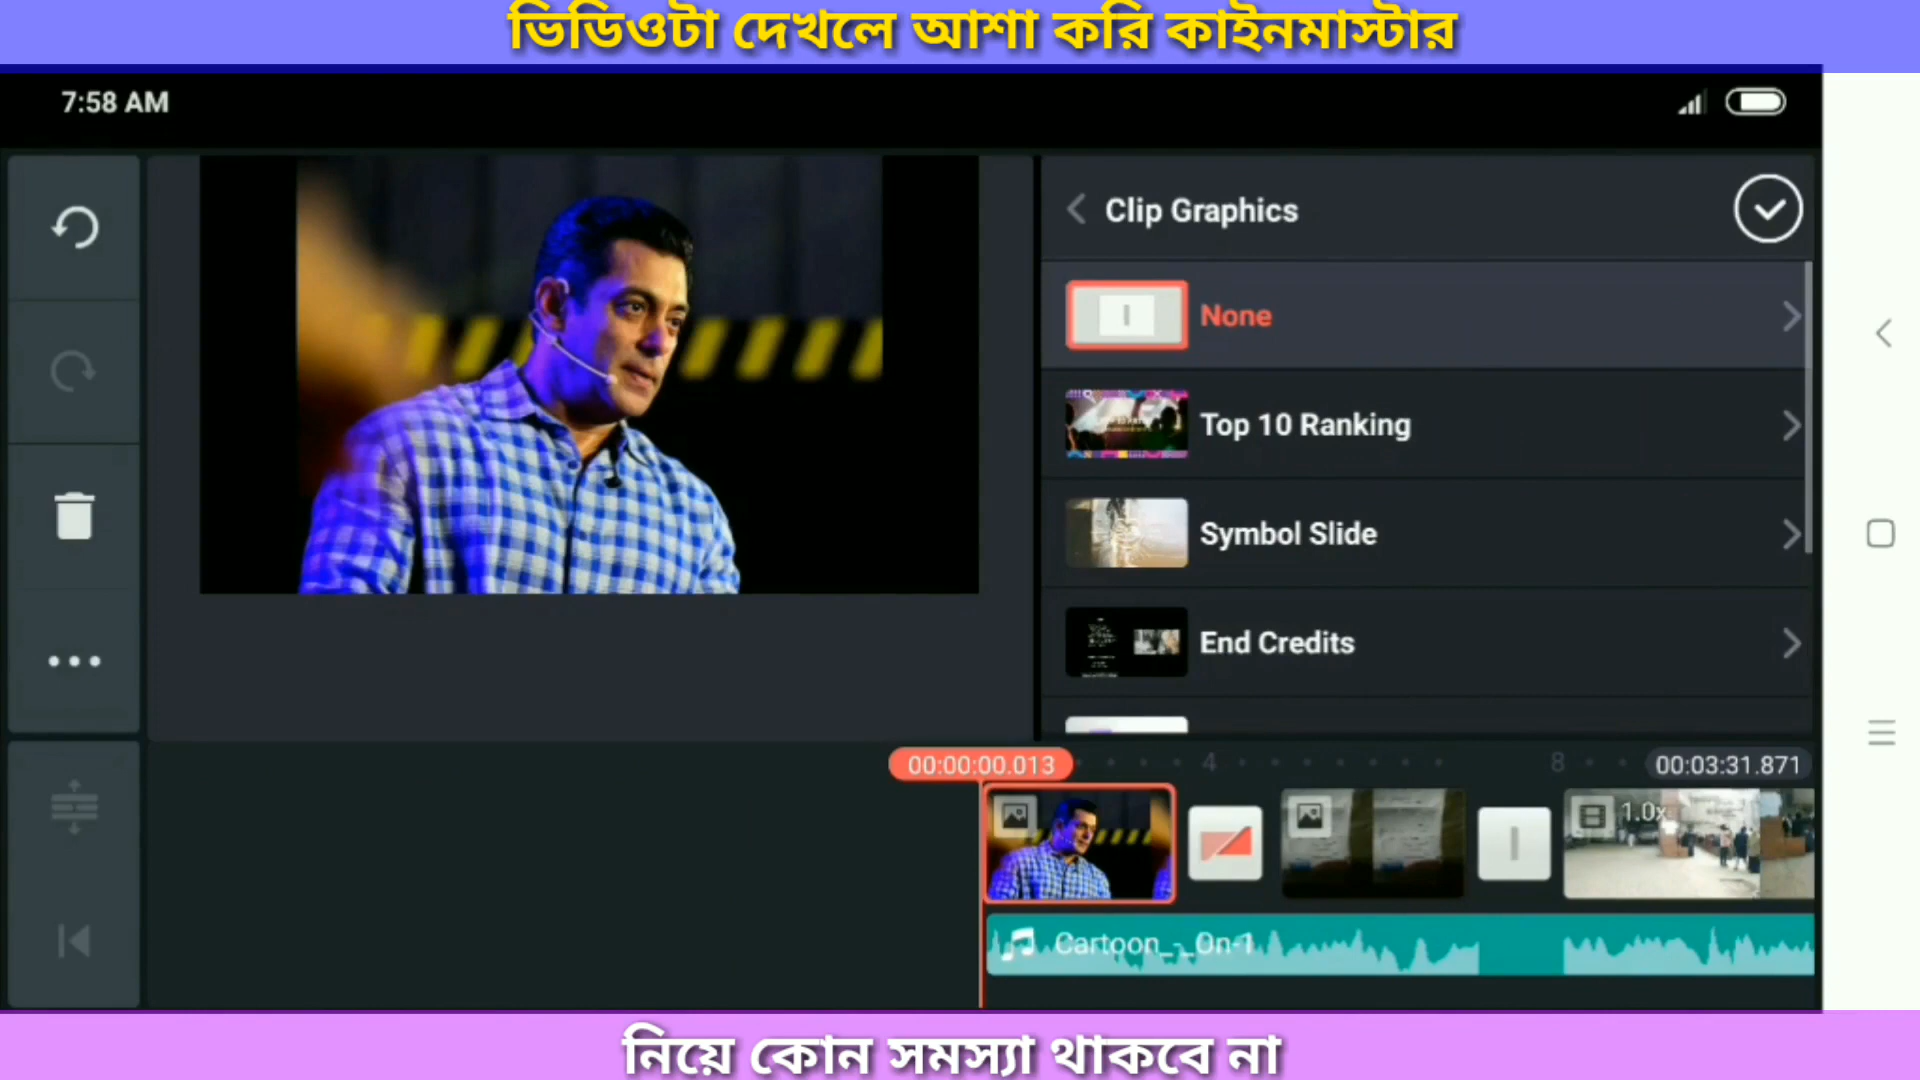 ভিডিওটা দেখলে আশা করি কাইনমাস্টার
7:58 AM
Clip Graphics
None
Top 10 Ranking
Symbol Slide
End Credits
00:00:00.013
4
8
00:03:31.871
1.0x
Cartoon_-_On-1
নিয়ে কোন সমস্যা থাকবে না